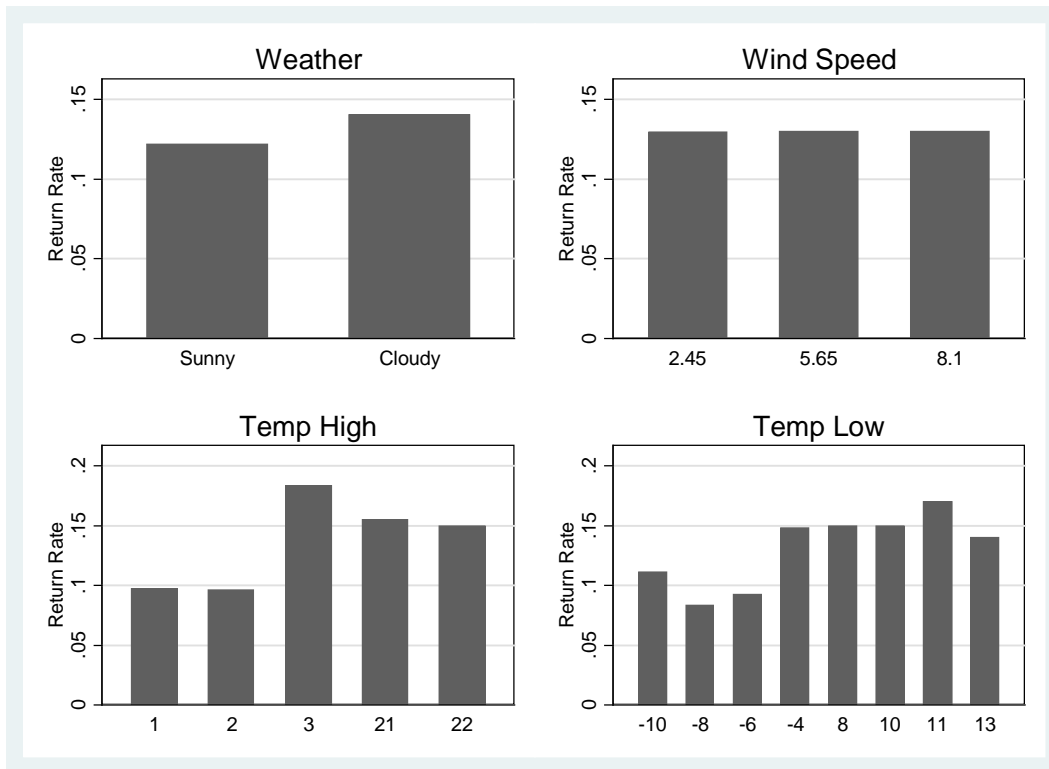 Weather
Return Rate
.15
.1
.05
0
Sunny Cloudy
Wind Speed
Return Rate
.15
.1
.05
0
2.45 5.65 8.1
Temp High
Return Rate
.2
.15
.1
.05
0
1 2 3 21 22
Temp Low
Return Rate
.2
.15
.1
.05
0
-10 -8 -6 -4 8 10 11 13